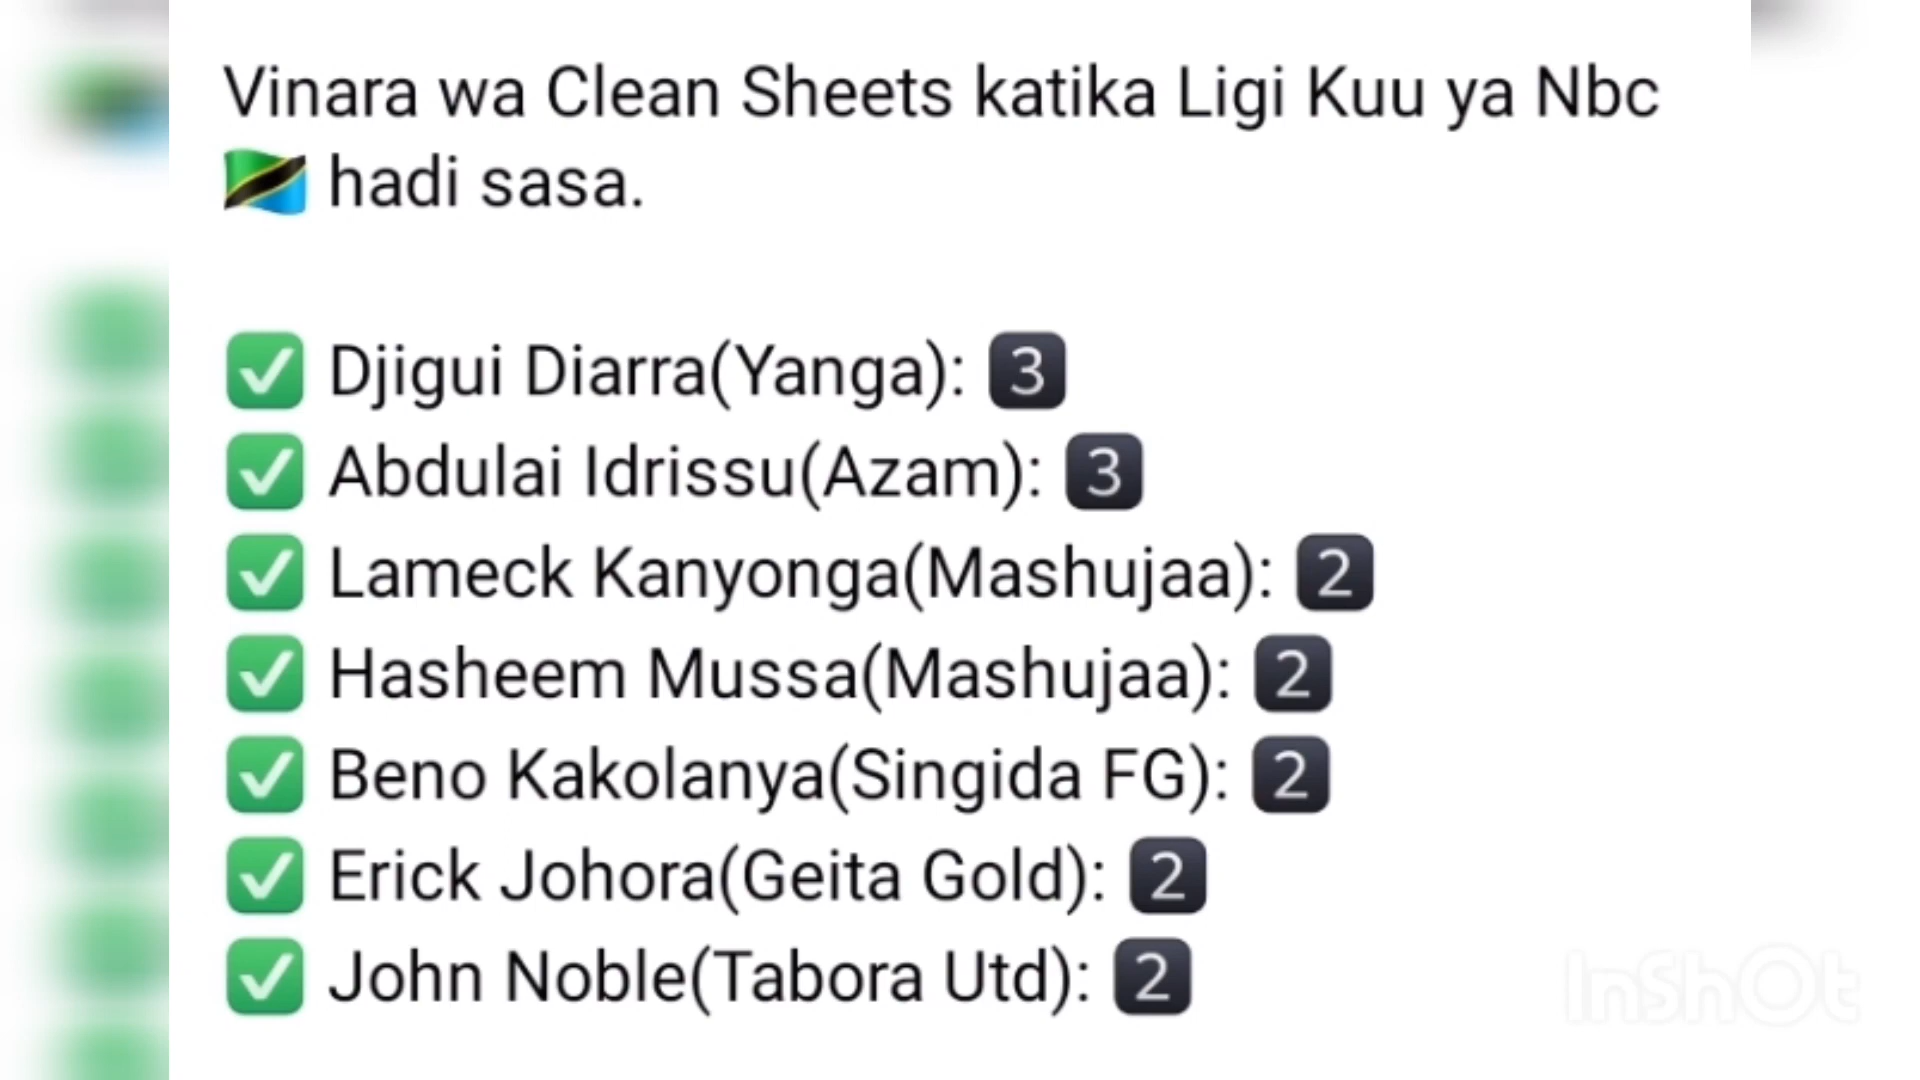 Vinara wa Clean Sheets katika Ligi Kuu ya Nbc
🇹🇿 hadi sasa.
✅ Djigui Diarra(Yanga): 3️⃣
✅ Abdulai Idrissu(Azam): 3️⃣
✅ Lameck Kanyonga(Mashujaa): 2️⃣
✅ Hasheem Mussa(Mashujaa): 2️⃣
✅ Beno Kakolanya(Singida FG): 2️⃣
✅ Erick Johora(Geita Gold): 2️⃣
✅ John Noble(Tabora Utd): 2️⃣
InShOt